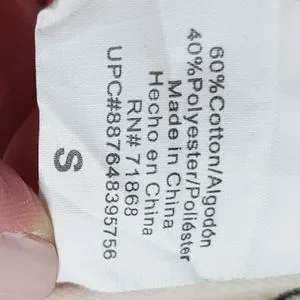 60%Cotton/Algodón
40%Polyester/Poliéster
Made in China
Hecho en China
RN# 71868
UPC#887648395756
S